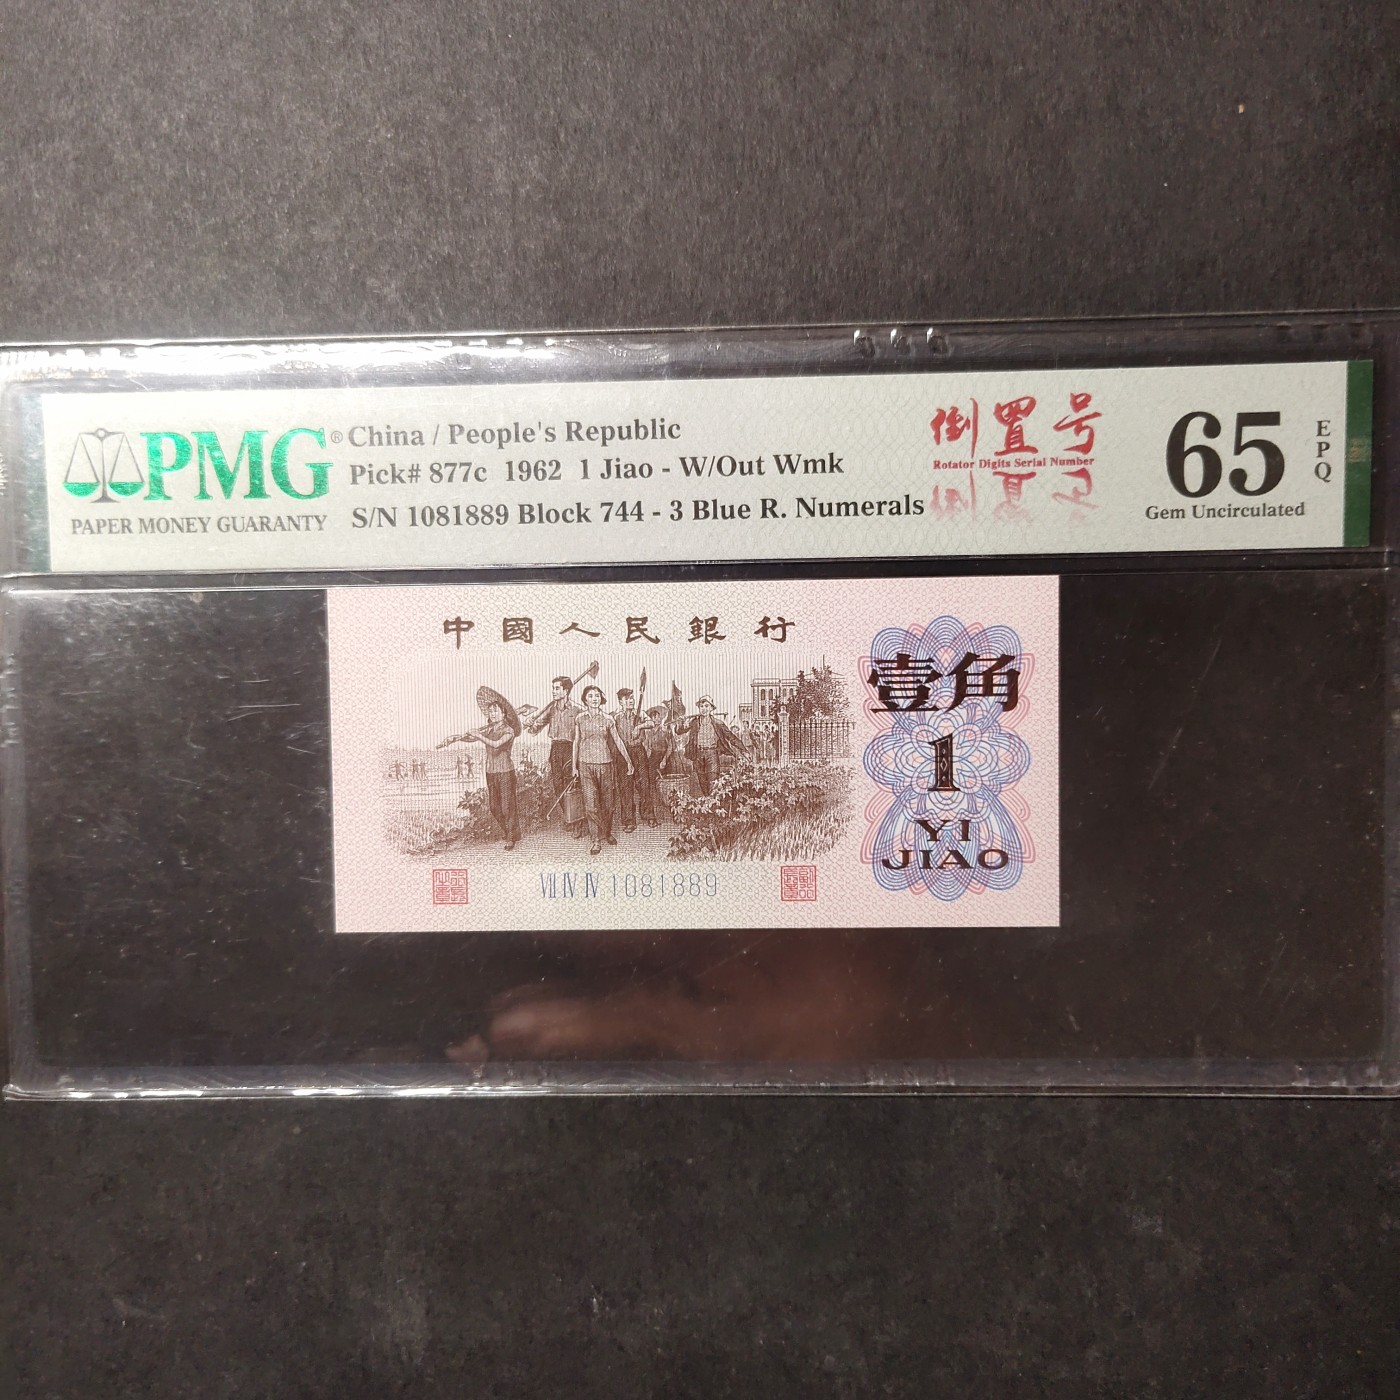 PMG®
PAPER MONEY GUARANTY
China / People's Republic
Pick# 877c 1962 1 Jiao - W/Out Wmk
S/N 1081889 Block 744 - 3 Blue R. Numerals
倒置号
Rotator Digits Serial Number
65
EPQ
Gem Uncirculated
中國人民銀行
壹角
1
YI
JIAO
VII IV IV 1081889